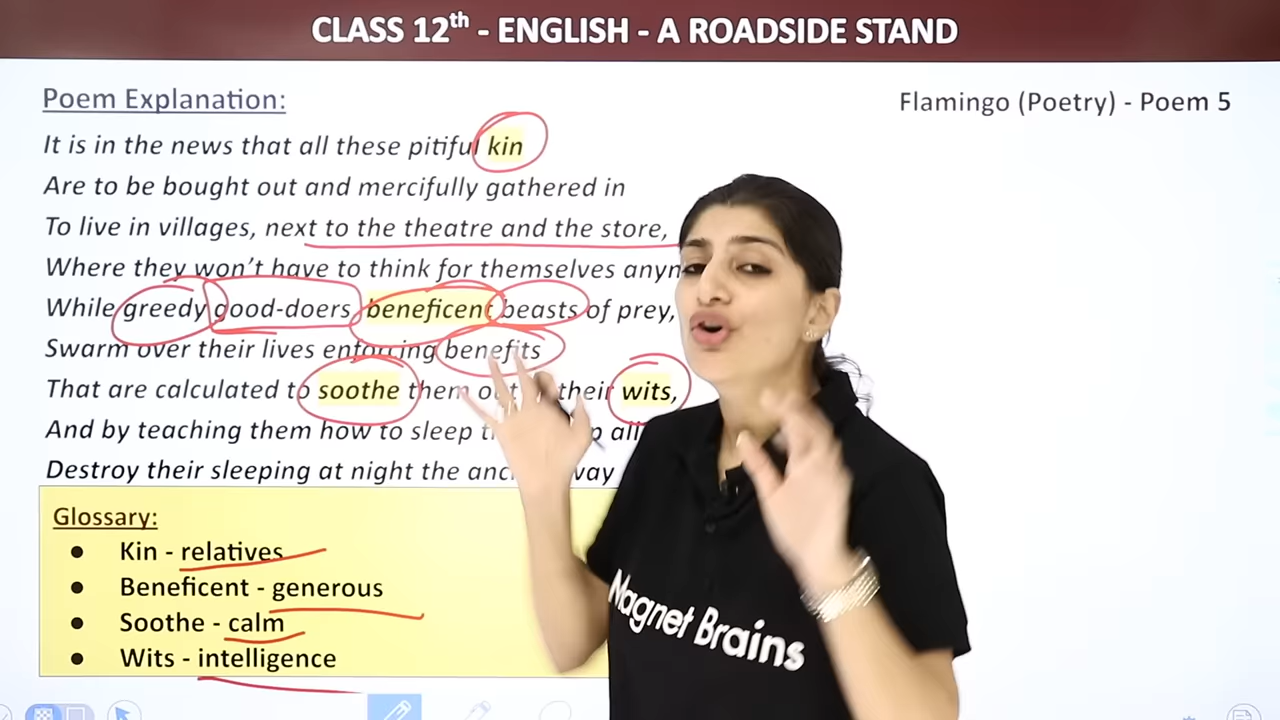 CLASS 12th - ENGLISH - A ROADSIDE STAND
Poem Explanation:
Flamingo (Poetry) - Poem 5
It is in the news that all these pitiful kin
Are to be bought out and mercifully gathered in
To live in villages, next to the theatre and the store,
Where they won't have to think for themselves anym
While greedy good-doers, beneficent beasts of prey,
Swarm over their lives enforcing benefits
That are calculated to soothe them out their wits,
And by teaching them how to sleep all
Destroy their sleeping at night the anc way
Glossary:
● Kin - relatives
● Beneficent - generous
● Soothe - calm
● Wits - intelligence
Magnet Brains